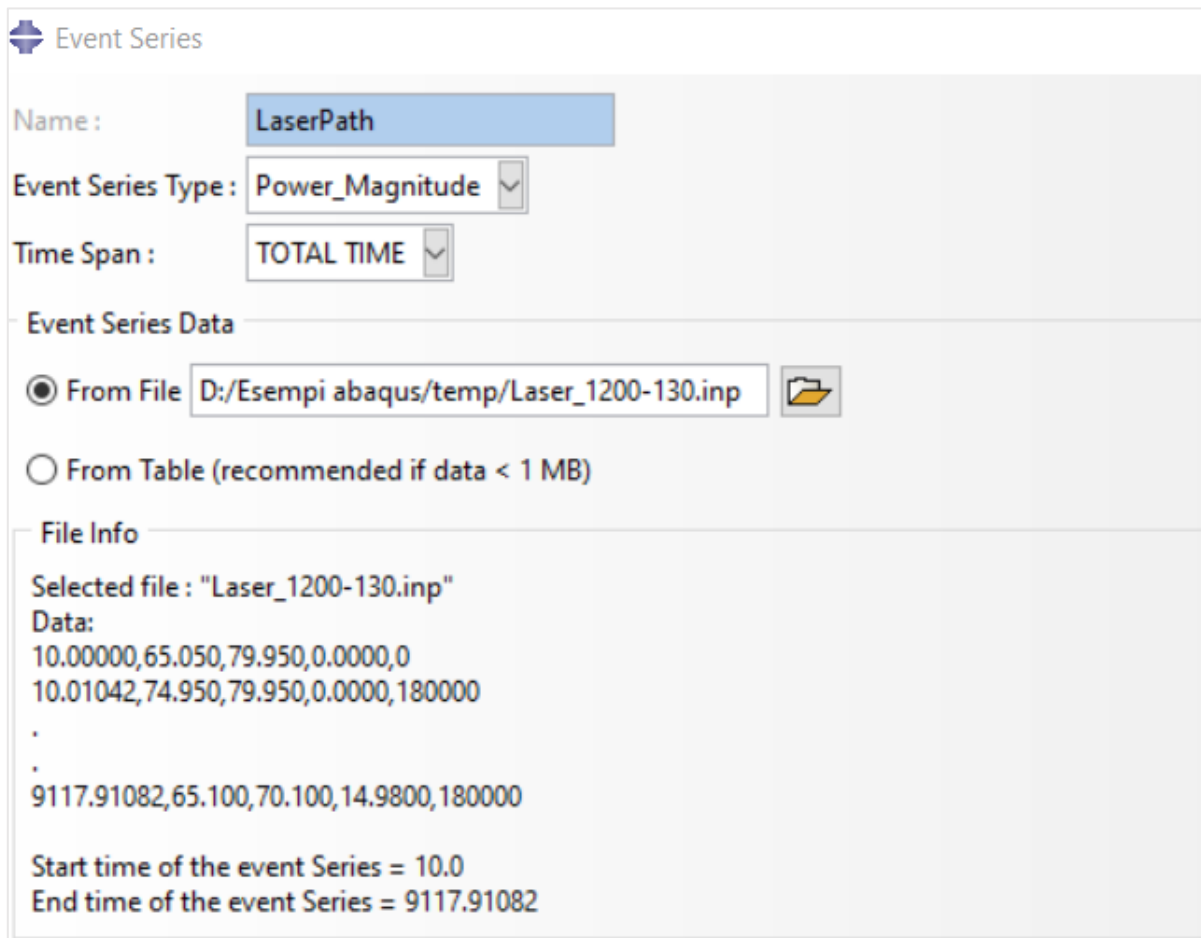 Event Series
Name : LaserPath
Event Series Type : Power_Magnitude
Time Span : TOTAL TIME
Event Series Data
From File D:/Esempi abaqus/temp/Laser_1200-130.inp
From Table (recommended if data < 1 MB)
File Info
Selected file : "Laser_1200-130.inp"
Data:
10.00000,65.050,79.950,0.0000,0
10.01042,74.950,79.950,0.0000,180000
.
.
9117.91082,65.100,70.100,14.9800,180000
Start time of the event Series = 10.0
End time of the event Series = 9117.91082